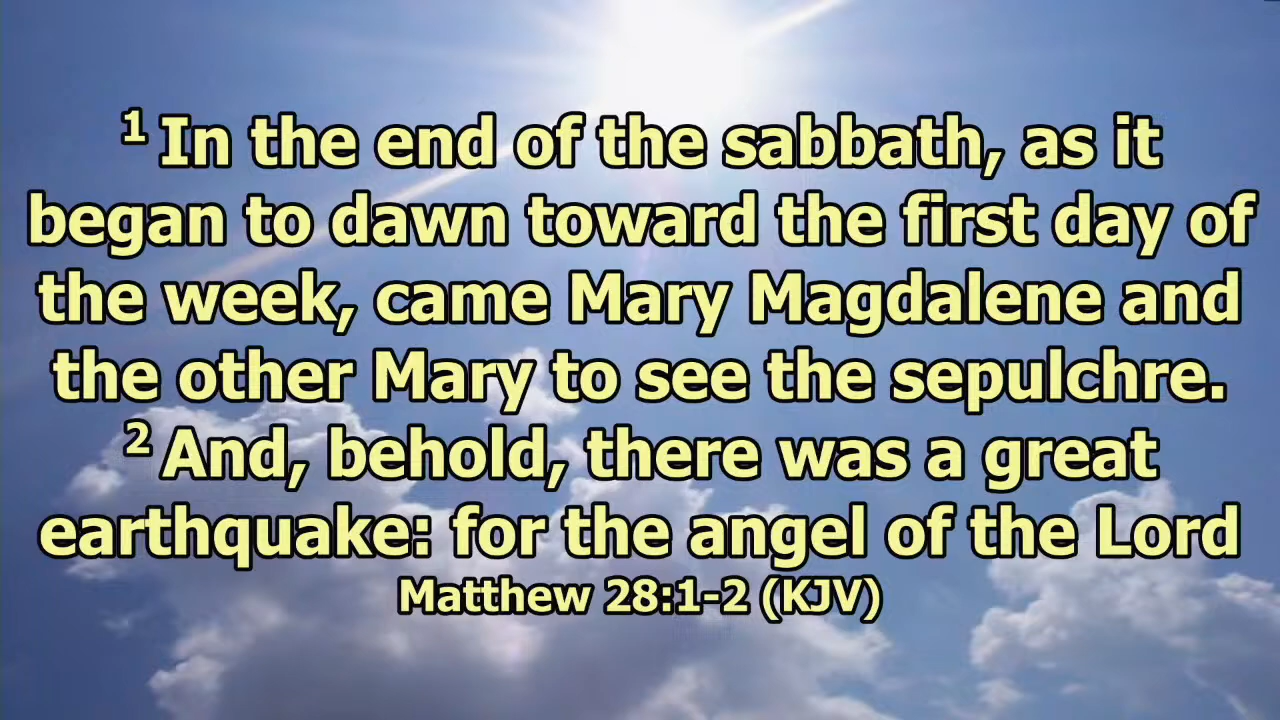 1 In the end of the sabbath, as it
began to dawn toward the first day of
the week, came Mary Magdalene and
the other Mary to see the sepulchre.
2 And, behold, there was a great
earthquake: for the angel of the Lord
Matthew 28:1-2 (KJV)